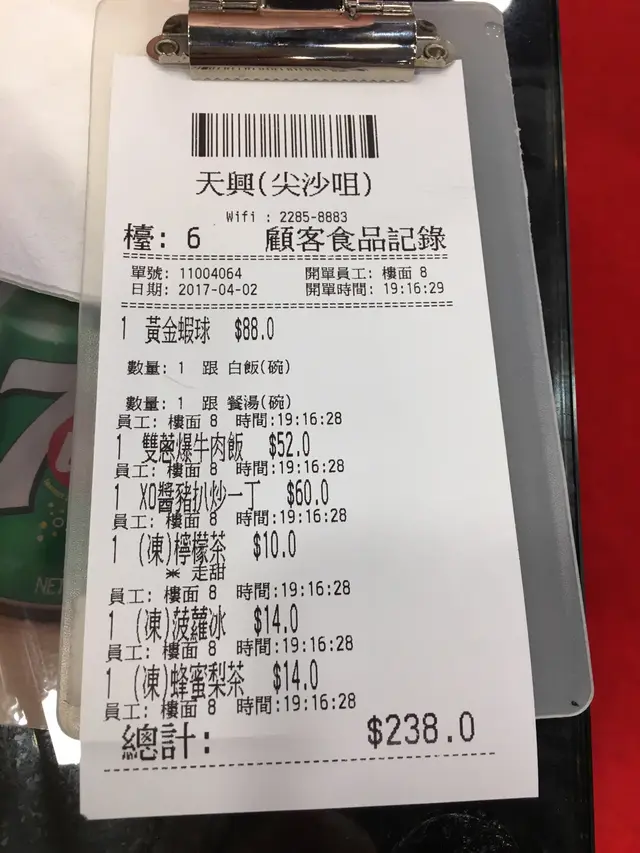 天興(尖沙咀)
Wifi : 2285-8883
檯: 6 顧客食品記錄
單號: 11004064 開單員工: 樓面 8
日期: 2017-04-02 開單時間: 19:16:29
1 黃金蝦球 $88.0
數量: 1 跟 白飯(碗)
數量: 1 跟 餐湯(碗)
員工: 樓面 8 時間:19:16:28
1 雙蔥爆牛肉飯 $52.0
員工: 樓面 8 時間:19:16:28
1 XO醬豬扒炒一丁 $60.0
員工: 樓面 8 時間:19:16:28
1 (凍)檸檬茶 $10.0
* 走甜
員工: 樓面 8 時間:19:16:28
1 (凍)菠蘿冰 $14.0
員工: 樓面 8 時間:19:16:28
1 (凍)蜂蜜梨茶 $14.0
員工: 樓面 8 時間:19:16:28
總計: $238.0
7
NET